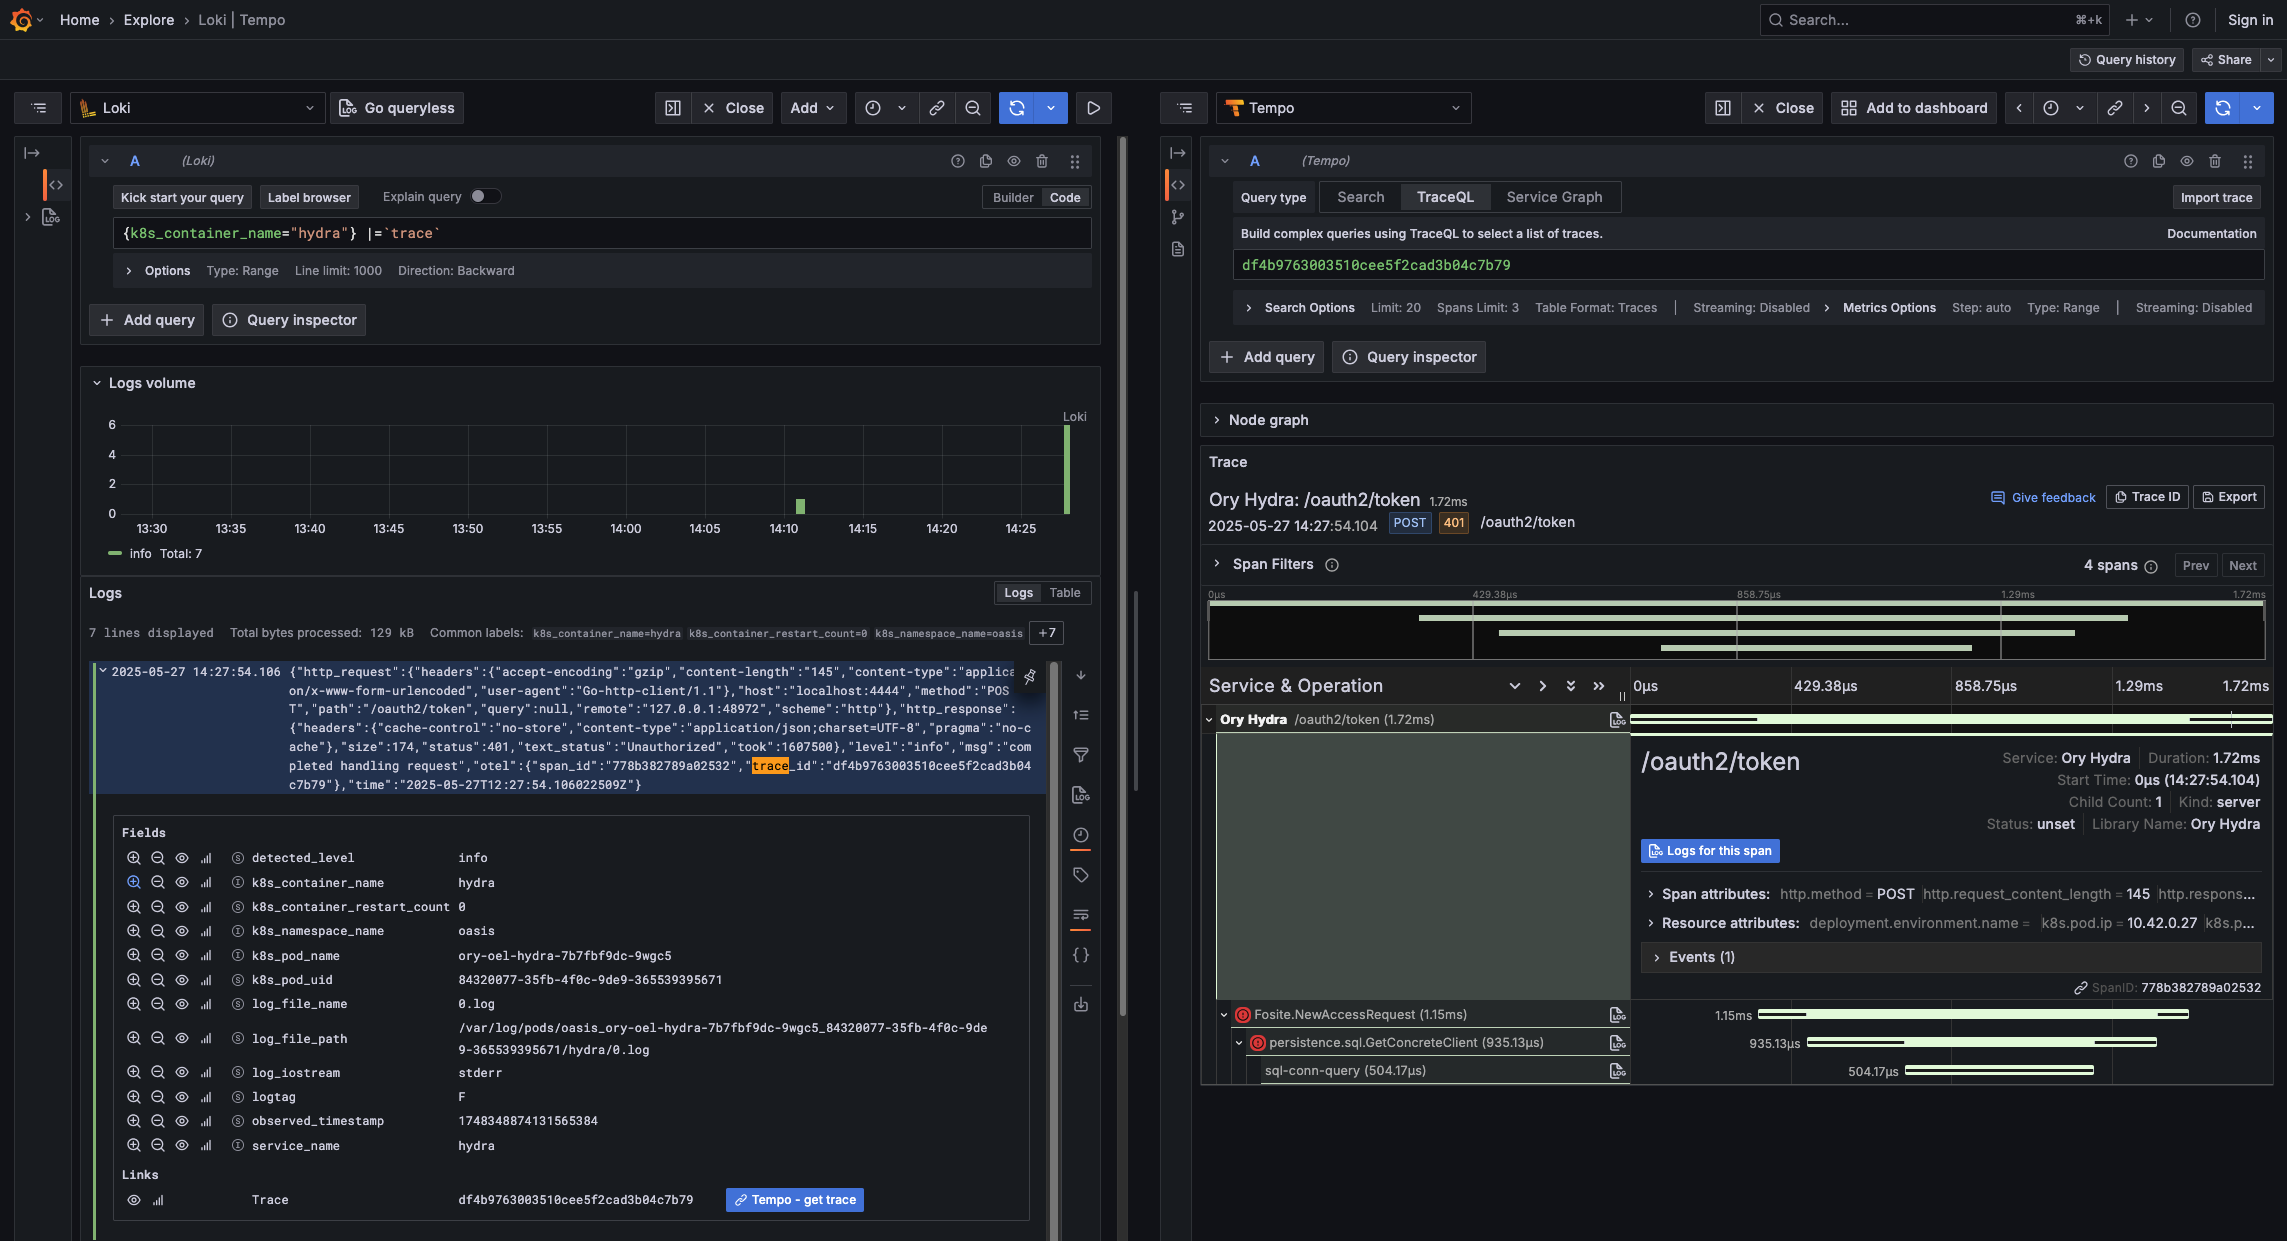 Home › Explore › Loki | Tempo
Search... ⌘+k
Sign in
Query history
Share
Loki
Go queryless
Close
Add
A (Loki)
Kick start your query
Label browser
Explain query
Builder
Code
{k8s_container_name="hydra"} |=`trace`
Options Type: Range Line limit: 1000 Direction: Backward
+ Add query
Query inspector
Logs volume
Loki
6
4
2
0
13:30 13:35 13:40 13:45 13:50 13:55 14:00 14:05 14:10 14:15 14:20 14:25
info Total: 7
Logs
Logs Table
7 lines displayed Total bytes processed: 129 kB Common labels: k8s_container_name=hydra k8s_container_restart_count=0 k8s_namespace_name=oasis +7
2025-05-27 14:27:54.106 {"http_request":{"headers":{"accept-encoding":"gzip","content-length":"145","content-type":"applica
on/x-www-form-urlencoded","user-agent":"Go-http-client/1.1"},"host":"localhost:4444","method":"POS
T","path":"/oauth2/token","query":null,"remote":"127.0.0.1:48972","scheme":"http"},"http_response":
{"headers":{"cache-control":"no-store","content-type":"application/json;charset=UTF-8","pragma":"no-c
ache"},"size":174,"status":401,"text_status":"Unauthorized","took":1607500},"level":"info","msg":"com
pleted handling request","otel":{"span_id":"778b382789a02532","trace_id":"df4b9763003510cee5f2cad3b04
c7b79"},"time":"2025-05-27T12:27:54.106022509Z"}
Fields
detected_level info
k8s_container_name hydra
k8s_container_restart_count 0
k8s_namespace_name oasis
k8s_pod_name ory-oel-hydra-7b7fbf9dc-9wgc5
k8s_pod_uid 84320077-35fb-4f0c-9de9-365539395671
log_file_name 0.log
log_file_path /var/log/pods/oasis_ory-oel-hydra-7b7fbf9dc-9wgc5_84320077-35fb-4f0c-9de
9-365539395671/hydra/0.log
log_iostream stderr
logtag F
observed_timestamp 1748348874131565384
service_name hydra
Links
Trace df4b9763003510cee5f2cad3b04c7b79 Tempo - get trace
Tempo
Close
Add to dashboard
A (Tempo)
Query type Search TraceQL Service Graph
Import trace
Build complex queries using TraceQL to select a list of traces.
Documentation
df4b9763003510cee5f2cad3b04c7b79
Search Options Limit: 20 Spans Limit: 3 Table Format: Traces | Streaming: Disabled Metrics Options Step: auto Type: Range | Streaming: Disabled
+ Add query
Query inspector
Node graph
Trace
Ory Hydra: /oauth2/token 1.72ms
Give feedback
Trace ID
Export
2025-05-27 14:27:54.104 POST 401 /oauth2/token
Span Filters
4 spans
Prev Next
0μs 429.38μs 858.75μs 1.29ms 1.72ms
Service & Operation
0μs 429.38μs 858.75μs 1.29ms 1.72ms
Ory Hydra /oauth2/token (1.72ms)
/oauth2/token
Service: Ory Hydra Duration: 1.72ms
Start Time: 0μs (14:27:54.104)
Child Count: 1 Kind: server
Status: unset Library Name: Ory Hydra
Logs for this span
Span attributes: http.method = POST http.request_content_length = 145 http.respons...
Resource attributes: deployment.environment.name = k8s.pod.ip = 10.42.0.27 k8s.p...
Events (1)
SpanID: 778b382789a02532
Fosite.NewAccessRequest (1.15ms) 1.15ms
persistence.sql.GetConcreteClient (935.13μs) 935.13μs
sql-conn-query (504.17μs) 504.17μs